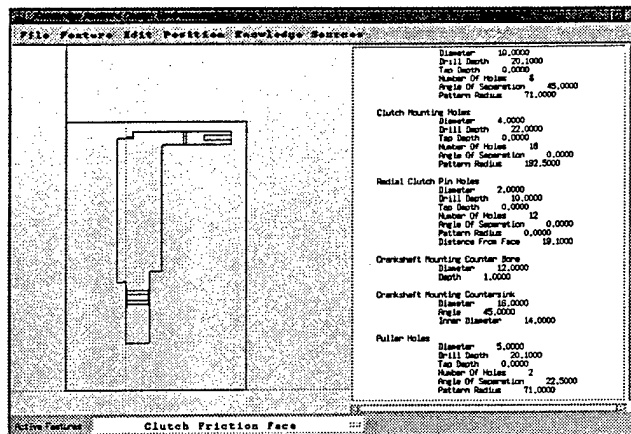 File Feature Edit Position Knowledge Sources
Diameter 10.0000
Drill Depth 20.1000
Tap Depth 0.0000
Number Of Holes
Angle Of Seperation 45.0000
Pattern Radius 71.0000
Clutch Mounting Holes
Diameter 4.0000
Drill Depth 22.0000
Tap Depth 0.0000
Number Of Holes 18
Angle Of Seperation 0.0000
Pattern Radius 192.5000
Radial Clutch Pin Holes
Diameter 2.0000
Drill Depth 10.0000
Tap Depth 0.0000
Number Of Holes 12
Angle Of Seperation 0.0000
Pattern Radius 0.0000
Distance From Face 19.1000
Crankshaft Mounting Counter Bore
Diameter 12.0000
Depth 1.0000
Crankshaft Mounting Countersink
Diameter 16.0000
Angle 45.0000
Inner Diameter 14.0000
Puller Holes
Diameter 5.0000
Drill Depth 20.1000
Tap Depth 0.0000
Number Of Holes 2
Angle Of Seperation 22.5000
Pattern Radius 71.0000
Active Features Clutch Friction Face